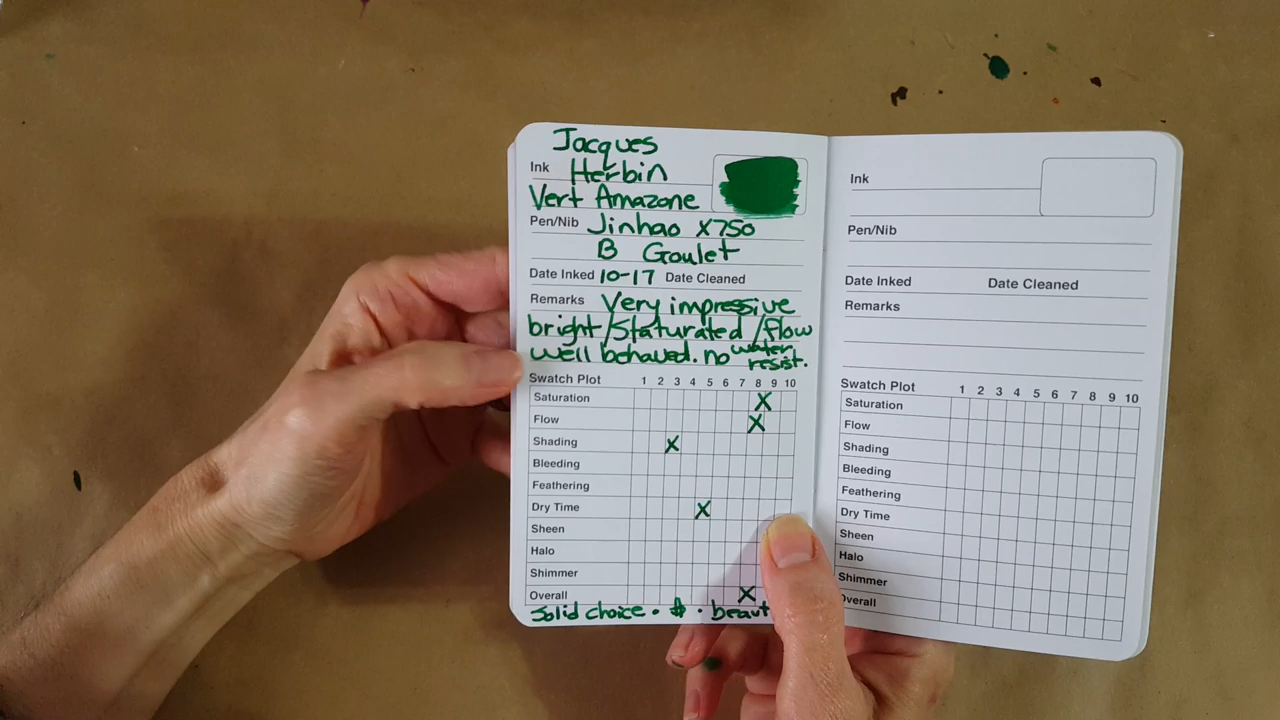 Jacques
Ink Herbin
Vert Amazone
Pen/Nib Jinhao X750
B Goulet
Date Inked 10-17 Date Cleaned
Remarks Very impressive
bright/Staturated/flow
well behaved. no water
resist.
Swatch Plot 1 2 3 4 5 6 7 8 9 10
Saturation X
Flow X
Shading X
Bleeding
Feathering
Dry Time X
Sheen
Halo
Shimmer
Overall X
Solid choice • $ • beaut
Ink
Pen/Nib
Date Inked Date Cleaned
Remarks
Swatch Plot 1 2 3 4 5 6 7 8 9 10
Saturation
Flow
Shading
Bleeding
Feathering
Dry Time
Sheen
Halo
Shimmer
Overall